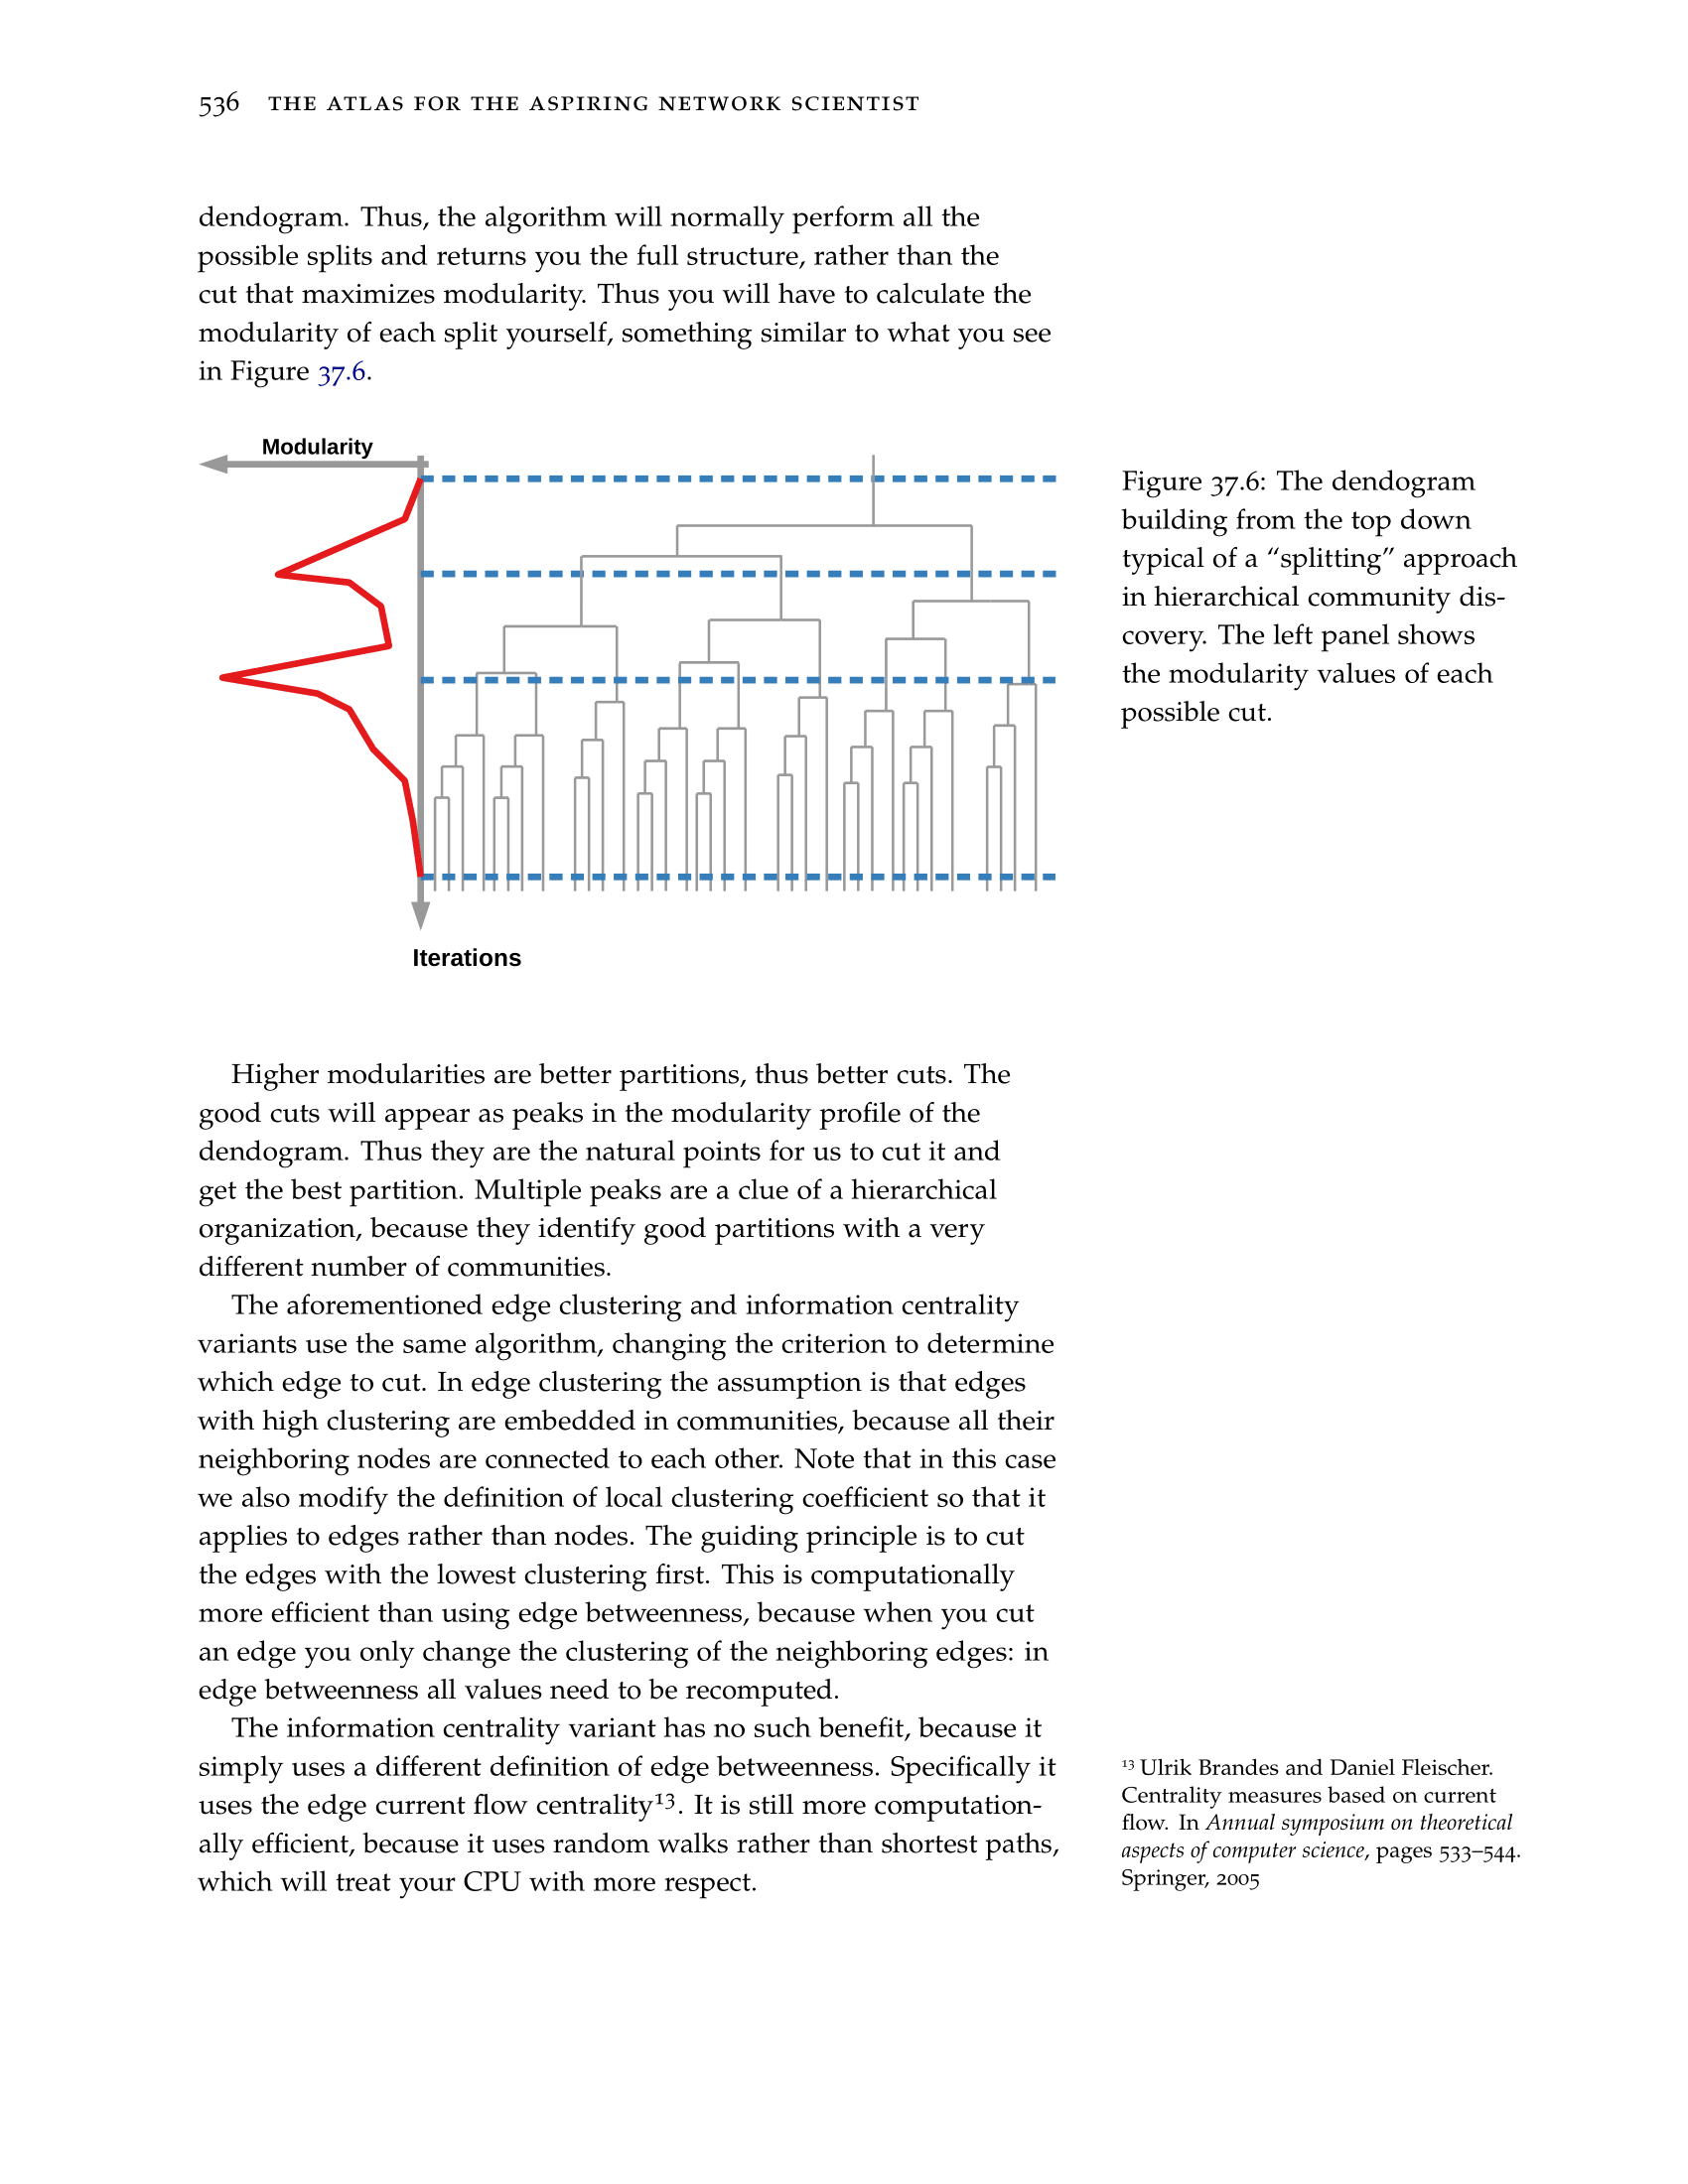 536 THE ATLAS FOR THE ASPIRING NETWORK SCIENTIST
dendogram. Thus, the algorithm will normally perform all the
possible splits and returns you the full structure, rather than the
cut that maximizes modularity. Thus you will have to calculate the
modularity of each split yourself, something similar to what you see
in Figure 37.6.
Modularity
Iterations
Figure 37.6: The dendogram
building from the top down
typical of a “splitting” approach
in hierarchical community dis-
covery. The left panel shows
the modularity values of each
possible cut.
Higher modularities are better partitions, thus better cuts. The
good cuts will appear as peaks in the modularity profile of the
dendogram. Thus they are the natural points for us to cut it and
get the best partition. Multiple peaks are a clue of a hierarchical
organization, because they identify good partitions with a very
different number of communities.
The aforementioned edge clustering and information centrality
variants use the same algorithm, changing the criterion to determine
which edge to cut. In edge clustering the assumption is that edges
with high clustering are embedded in communities, because all their
neighboring nodes are connected to each other. Note that in this case
we also modify the definition of local clustering coefficient so that it
applies to edges rather than nodes. The guiding principle is to cut
the edges with the lowest clustering first. This is computationally
more efficient than using edge betweenness, because when you cut
an edge you only change the clustering of the neighboring edges: in
edge betweenness all values need to be recomputed.
The information centrality variant has no such benefit, because it
simply uses a different definition of edge betweenness. Specifically it
uses the edge current flow centrality¹³. It is still more computation-
ally efficient, because it uses random walks rather than shortest paths,
which will treat your CPU with more respect.
¹³ Ulrik Brandes and Daniel Fleischer.
Centrality measures based on current
flow. In Annual symposium on theoretical
aspects of computer science, pages 533–544.
Springer, 2005